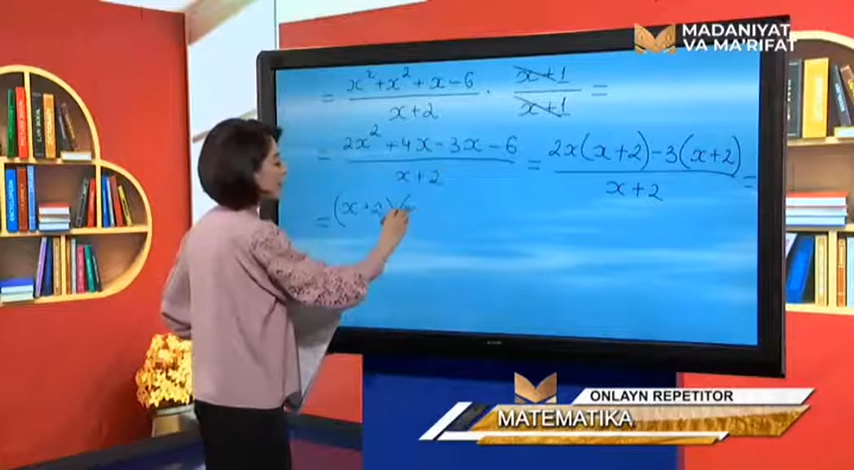 MADANIYAT
VA MA'RIFAT
= x²+x²+x-6 / x+2 · x+1 / x+1 =
= 2x²+4x-3x-6 / x+2 = 2x(x+2)-3(x+2) / x+2 =
= (x+2)(
ONLAYN REPETITOR
MATEMATIKA